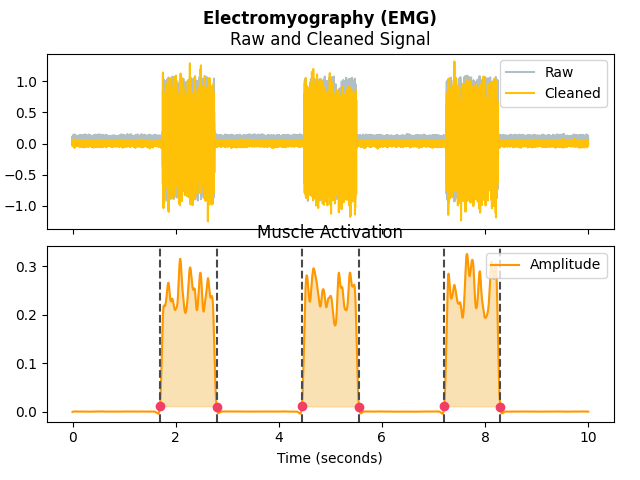 Electromyography (EMG)
Raw and Cleaned Signal
Raw
Cleaned
1.0
0.5
0.0
−0.5
−1.0
Muscle Activation
Amplitude
0.3
0.2
0.1
0.0
0 2 4 6 8 10
Time (seconds)